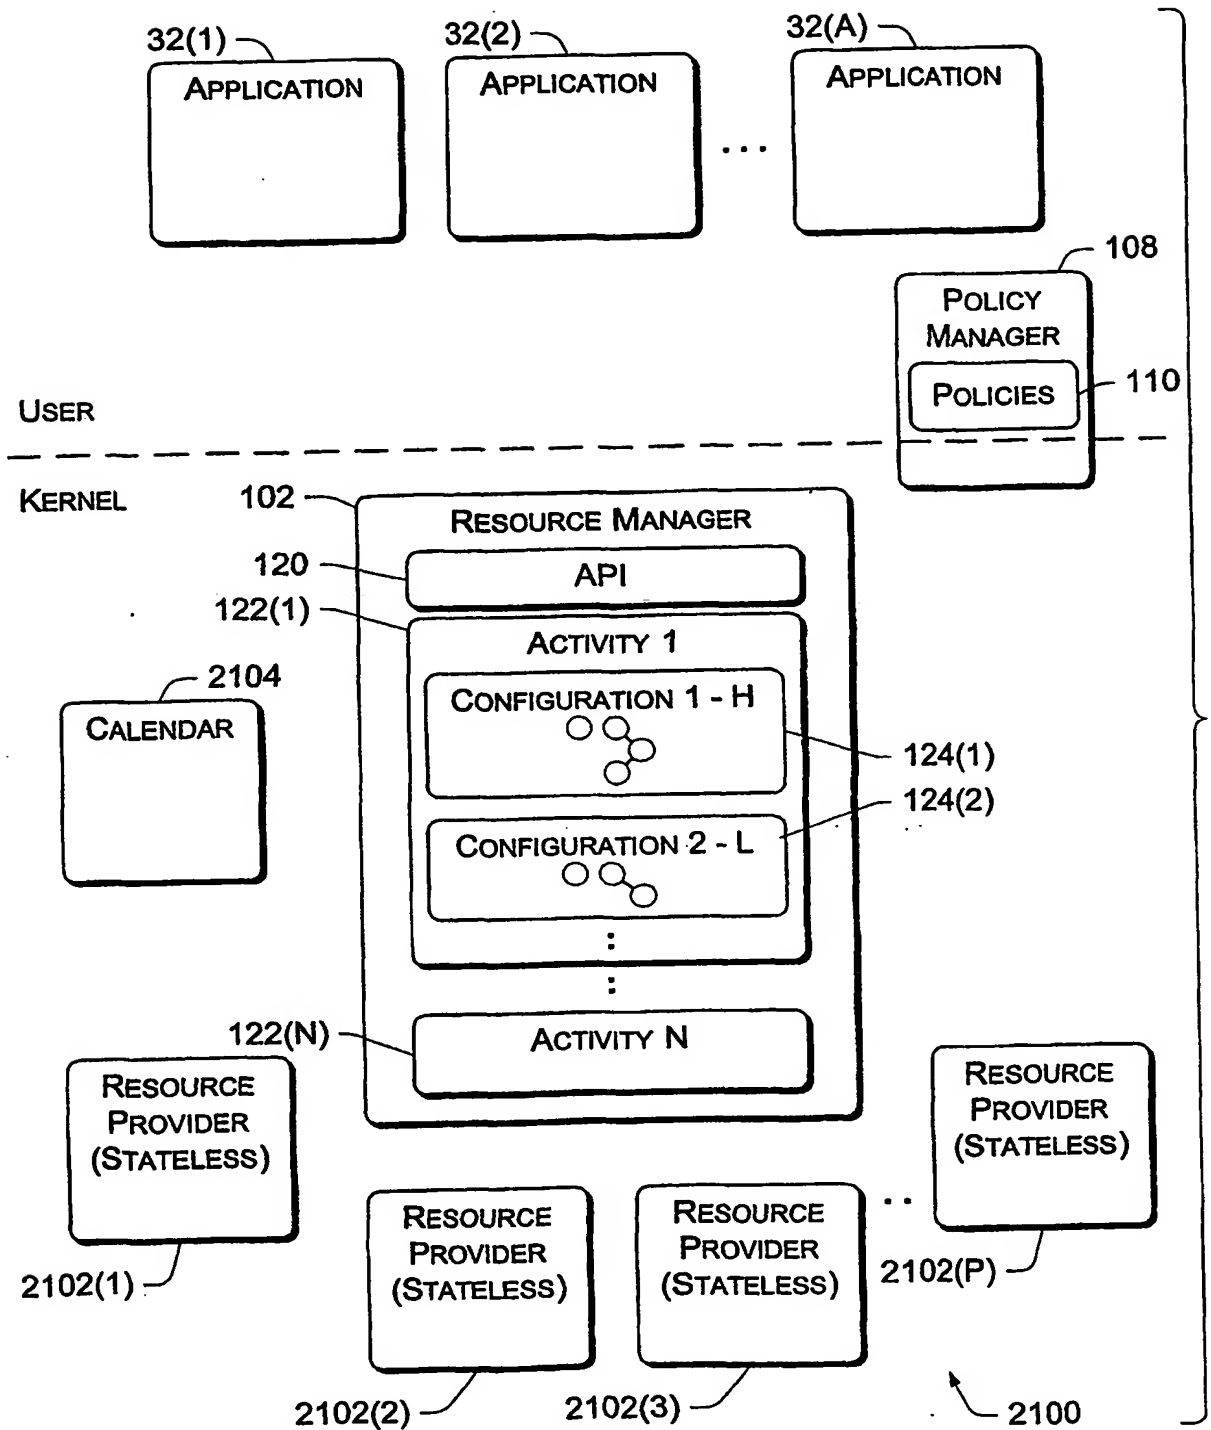 32(1)
32(2)
32(A)
APPLICATION
APPLICATION
APPLICATION
...
108
POLICY
MANAGER
POLICIES
110
USER
KERNEL
102
RESOURCE MANAGER
120
API
122(1)
ACTIVITY 1
2104
CALENDAR
CONFIGURATION 1 - H
124(1)
124(2)
CONFIGURATION 2 - L
122(N)
ACTIVITY N
RESOURCE
PROVIDER
(STATELESS)
2102(1)
RESOURCE
PROVIDER
(STATELESS)
2102(2)
RESOURCE
PROVIDER
(STATELESS)
2102(3)
RESOURCE
PROVIDER
(STATELESS)
2102(P)
2100